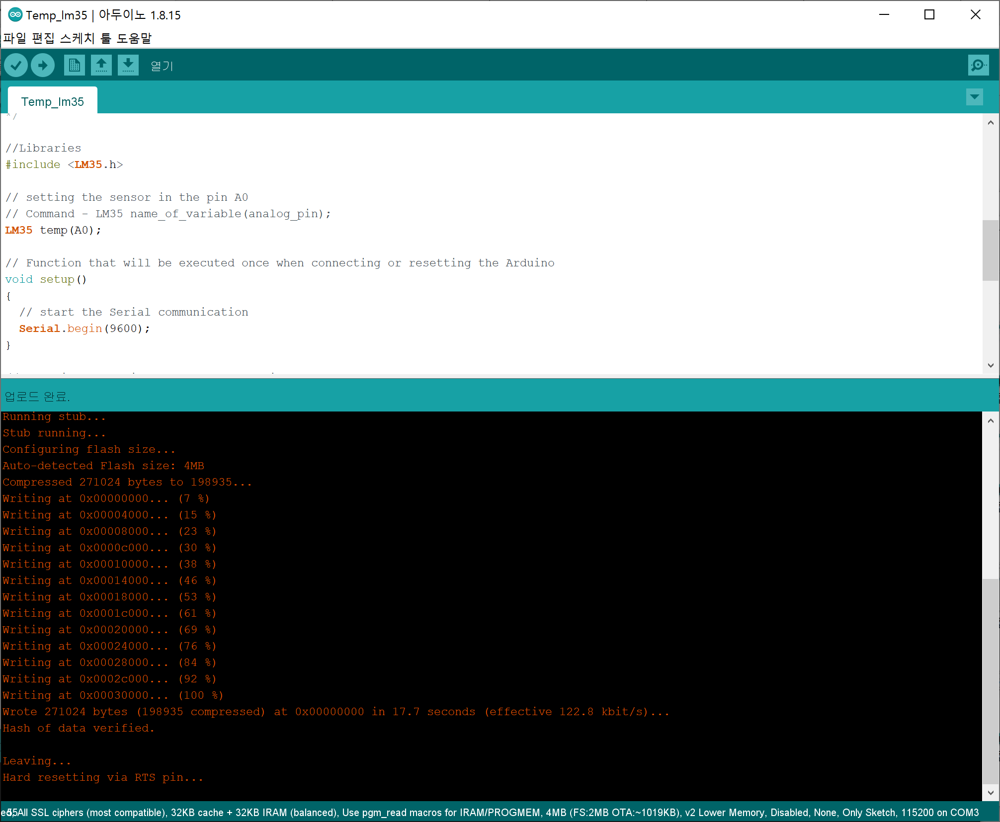 Temp_lm35 | 아두이노 1.8.15
파일 편집 스케치 툴 도움말
열기
Temp_lm35
*/
//Libraries
#include <LM35.h>
// setting the sensor in the pin A0
// Command - LM35 name_of_variable(analog_pin);
LM35 temp(A0);
// Function that will be executed once when connecting or resetting the Arduino
void setup()
{
  // start the Serial communication
  Serial.begin(9600);
}
업로드 완료.
Running stub...
Stub running...
Configuring flash size...
Auto-detected Flash size: 4MB
Compressed 271024 bytes to 198935...
Writing at 0x00000000... (7 %)
Writing at 0x00004000... (15 %)
Writing at 0x00008000... (23 %)
Writing at 0x0000c000... (30 %)
Writing at 0x00010000... (38 %)
Writing at 0x00014000... (46 %)
Writing at 0x00018000... (53 %)
Writing at 0x0001c000... (61 %)
Writing at 0x00020000... (69 %)
Writing at 0x00024000... (76 %)
Writing at 0x00028000... (84 %)
Writing at 0x0002c000... (92 %)
Writing at 0x00030000... (100 %)
Wrote 271024 bytes (198935 compressed) at 0x00000000 in 17.7 seconds (effective 122.8 kbit/s)...
Hash of data verified.
Leaving...
Hard resetting via RTS pin...
All SSL ciphers (most compatible), 32KB cache + 32KB IRAM (balanced), Use pgm_read macros for IRAM/PROGMEM, 4MB (FS:2MB OTA:~1019KB), v2 Lower Memory, Disabled, None, Only Sketch, 115200 on COM3